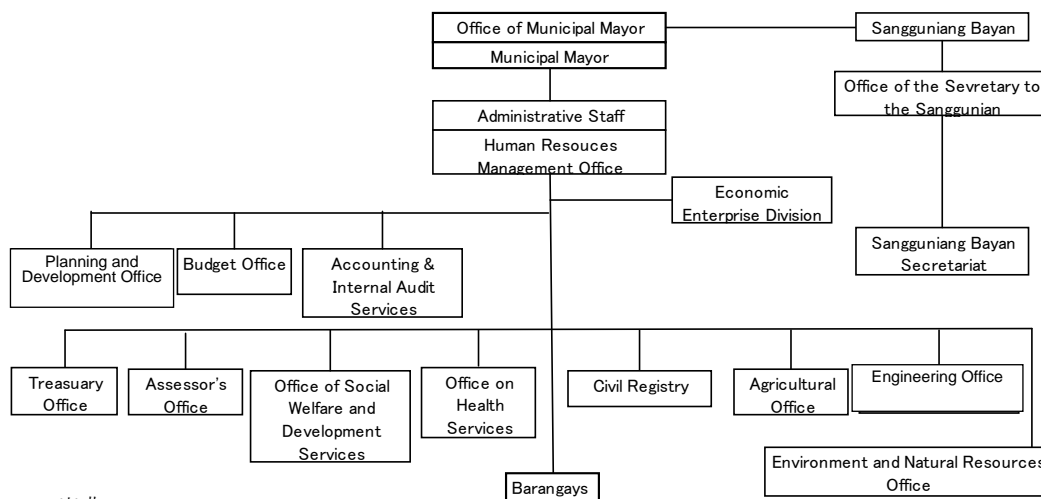 Office of Municipal Mayor
Municipal Mayor
Sangguniang Bayan
Office of the Sevretary to
the Sanggunian
Administrative Staff
Human Resouces
Management Office
Economic
Enterprise Division
Sangguniang Bayan
Secretariat
Planning and
Development Office
Budget Office
Accounting &
Internal Audit
Services
Treasuary
Office
Assessor's
Office
Office of Social
Welfare and
Development
Services
Office on
Health
Services
Civil Registry
Agricultural
Office
Engineering Office
Environment and Natural Resources
Office
Barangays